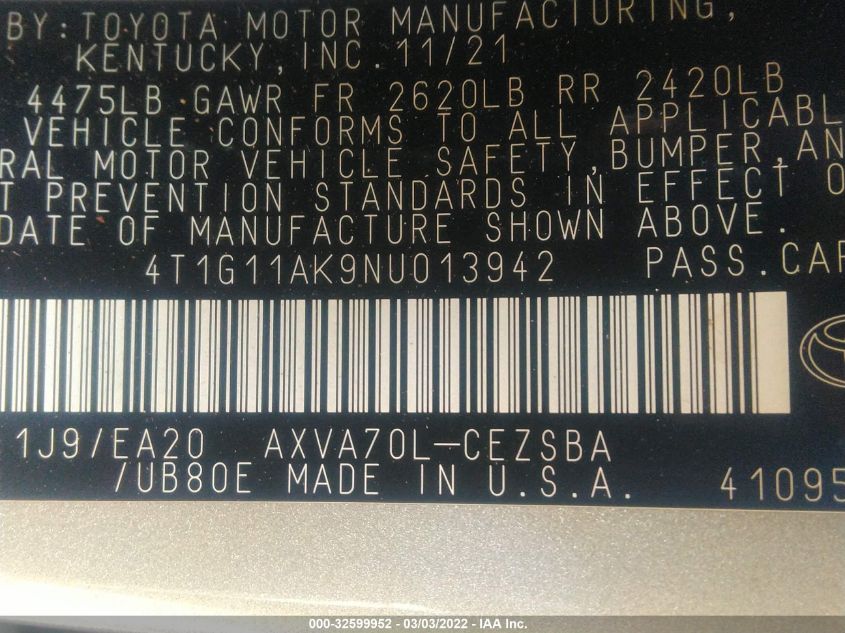 BY: TOYOTA MOTOR MANUFACTURING,
KENTUCKY, INC. 11/21
4475LB GAWR FR 2620LB RR 2420LB
VEHICLE CONFORMS TO ALL APPLICABL
RAL MOTOR VEHICLE SAFETY, BUMPER, AN
T PREVENTION STANDARDS IN EFFECT O
DATE OF MANUFACTURE SHOWN ABOVE.
4T1G11AK9NU013942 PASS.CAR
1J9/EA20 AXVA70L-CEZSBA
/UB80E MADE IN U.S.A. 41095
000-32599952 - 03/03/2022 - IAA Inc.